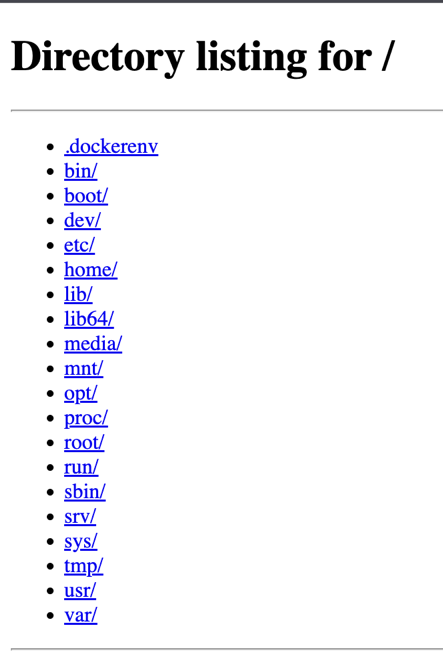 Directory listing for /
.dockerenv
bin/
boot/
dev/
etc/
home/
lib/
lib64/
media/
mnt/
opt/
proc/
root/
run/
sbin/
srv/
sys/
tmp/
usr/
var/